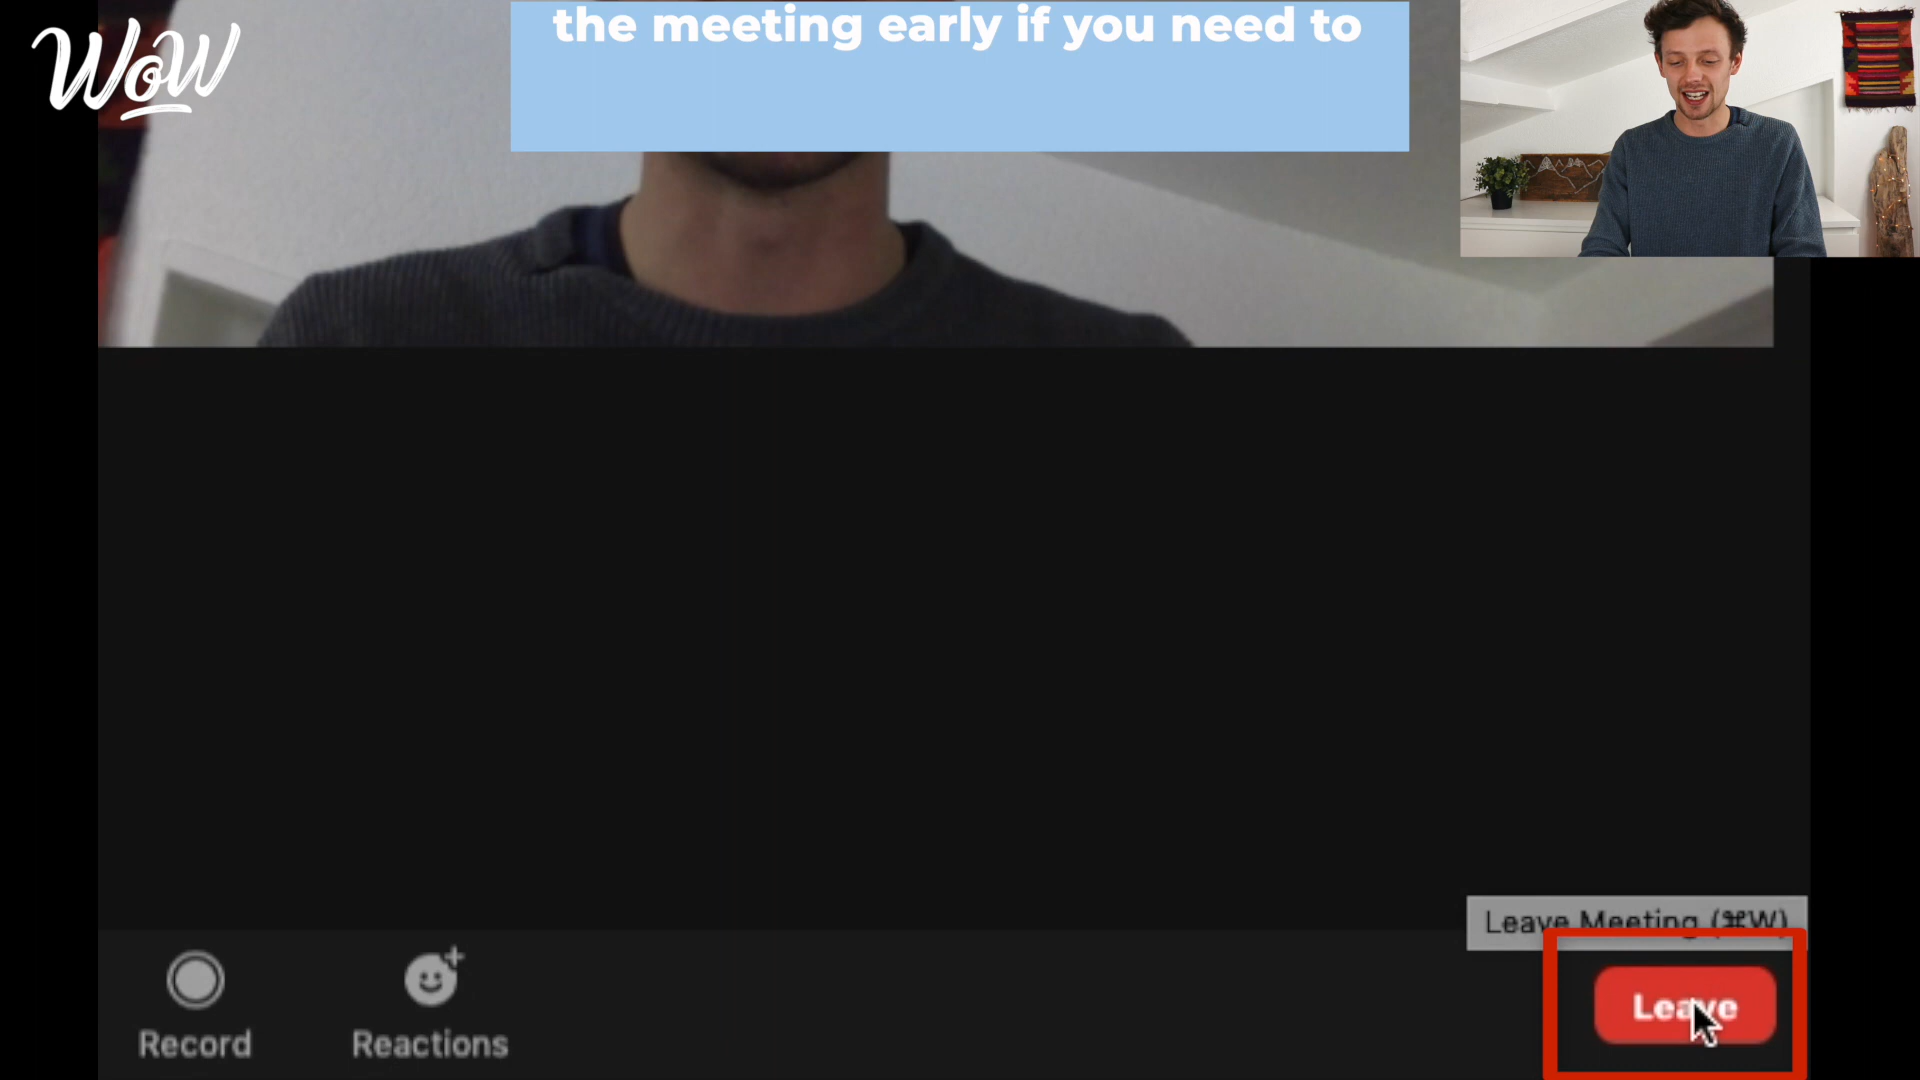 WoW
the meeting early if you need to
Leave Meeting (⌘W)
Leave
Record
Reactions